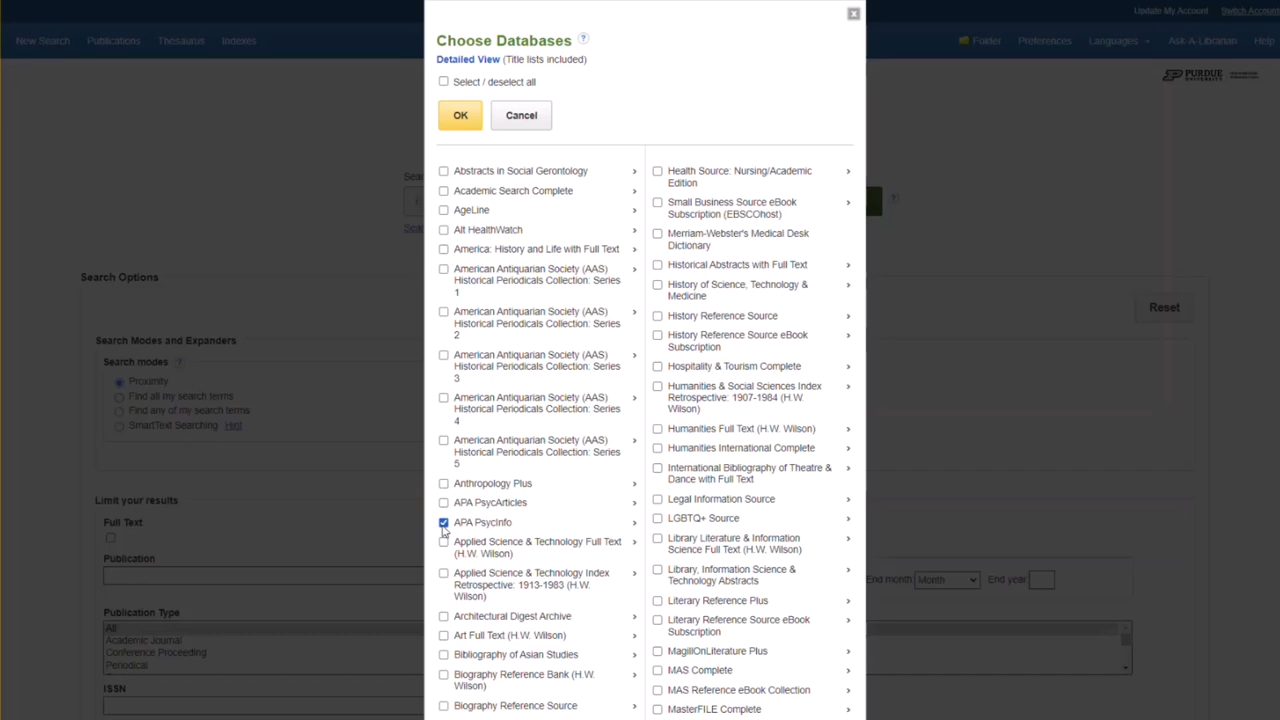 Update My Account Switch Account
New Search Publications Thesaurus Indexes
Folder Preferences Languages Ask-A-Librarian Help
PURDUE
UNIVERSITY
Choose Databases ?
Detailed View (Title lists included)
Select / deselect all
OK Cancel
Abstracts in Social Gerontology
Academic Search Complete
AgeLine
Alt HealthWatch
America: History and Life with Full Text
American Antiquarian Society (AAS)
Historical Periodicals Collection: Series
1
American Antiquarian Society (AAS)
Historical Periodicals Collection: Series
2
American Antiquarian Society (AAS)
Historical Periodicals Collection: Series
3
American Antiquarian Society (AAS)
Historical Periodicals Collection: Series
4
American Antiquarian Society (AAS)
Historical Periodicals Collection: Series
5
Anthropology Plus
APA PsycArticles
APA PsycInfo
Applied Science & Technology Full Text
(H.W. Wilson)
Applied Science & Technology Index
Retrospective: 1913-1983 (H.W.
Wilson)
Architectural Digest Archive
Art Full Text (H.W. Wilson)
Bibliography of Asian Studies
Biography Reference Bank (H.W.
Wilson)
Biography Reference Source
Health Source: Nursing/Academic
Edition
Small Business Source eBook
Subscription (EBSCOhost)
Merriam-Webster's Medical Desk
Dictionary
Historical Abstracts with Full Text
History of Science, Technology &
Medicine
History Reference Source
History Reference Source eBook
Subscription
Hospitality & Tourism Complete
Humanities & Social Sciences Index
Retrospective: 1907-1984 (H.W.
Wilson)
Humanities Full Text (H.W. Wilson)
Humanities International Complete
International Bibliography of Theatre &
Dance with Full Text
Legal Information Source
LGBTQ+ Source
Library Literature & Information
Science Full Text (H.W. Wilson)
Library, Information Science &
Technology Abstracts
Literary Reference Plus
Literary Reference Source eBook
Subscription
MagillOnLiterature Plus
MAS Complete
MAS Reference eBook Collection
MasterFILE Complete
Search Options
Reset
Search Modes and Expanders
Search modes ?
Proximity
Find all my search terms
Find any of my search terms
SmartText Searching Hint
Limit your results
Full Text
Publication
End month Month End year
Publication Type
All
Academic Journal
Conference Proceeding
Periodical
ISSN